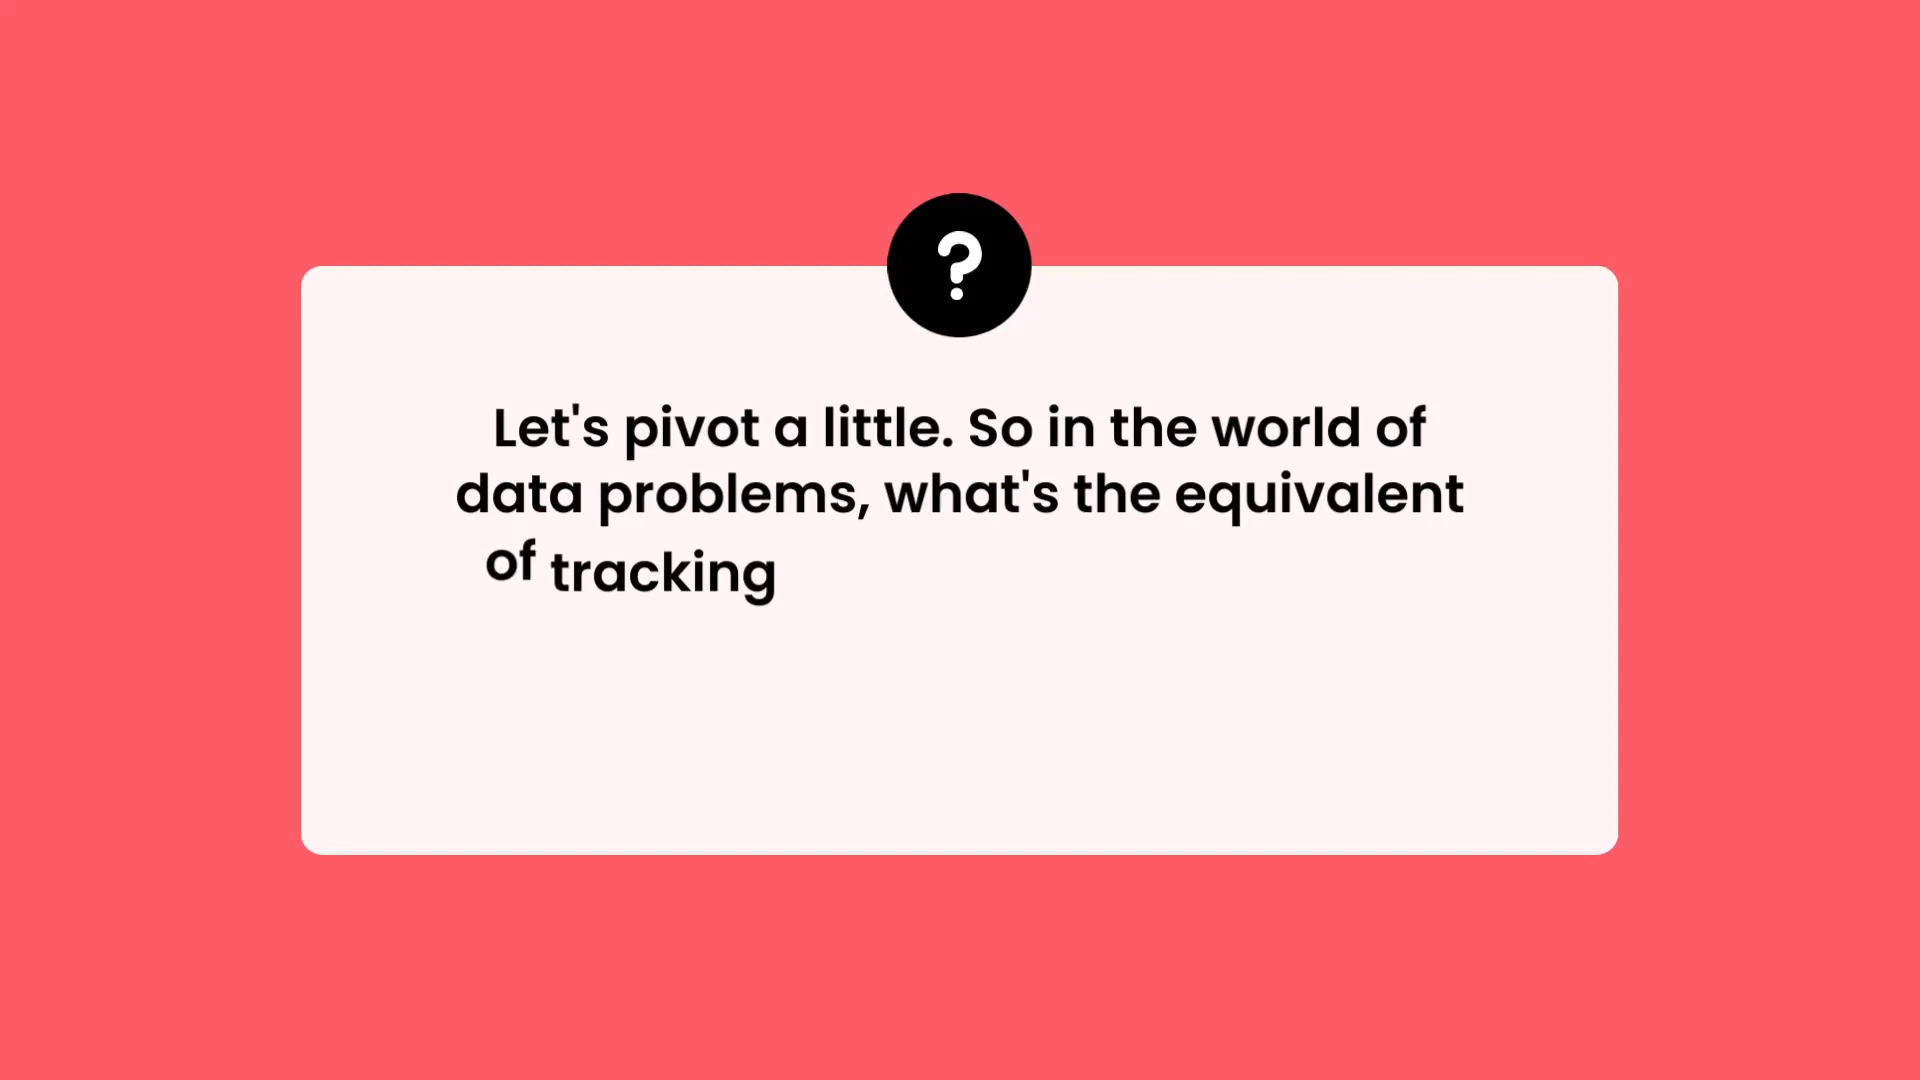 ?
Let's pivot a little. So in the world of
data problems, what's the equivalent
of tracking